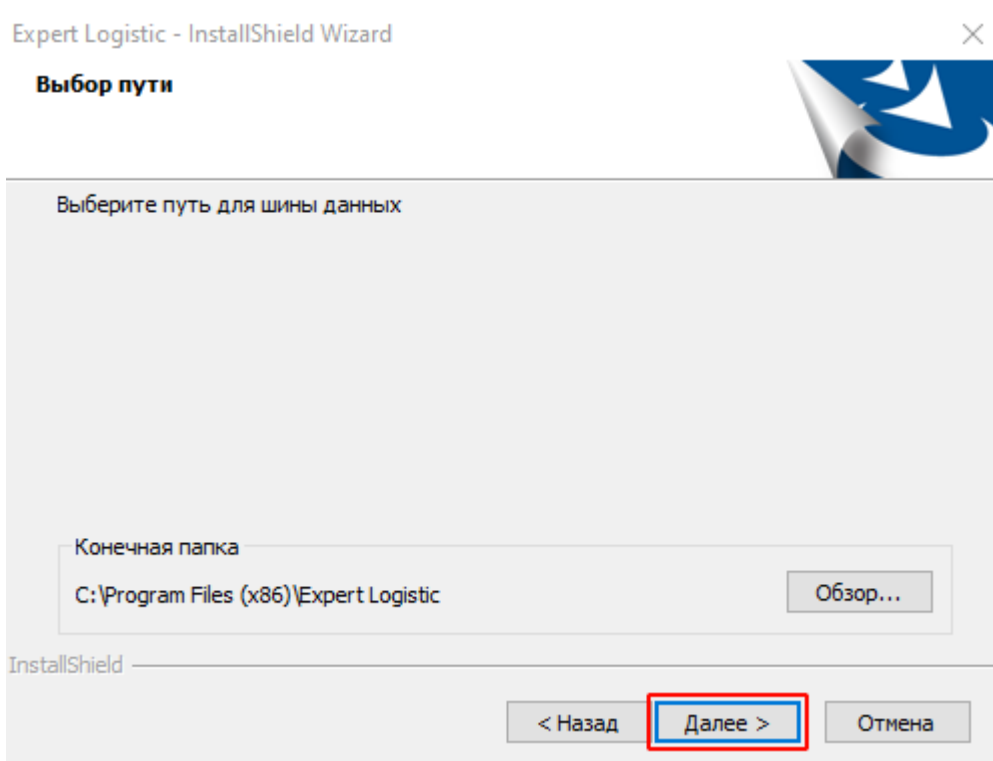 Expert Logistic - InstallShield Wizard
Выбор пути
Выберите путь для шины данных
Конечная папка
C:\Program Files (x86)\Expert Logistic
Обзор...
InstallShield
< Назад
Далее >
Отмена